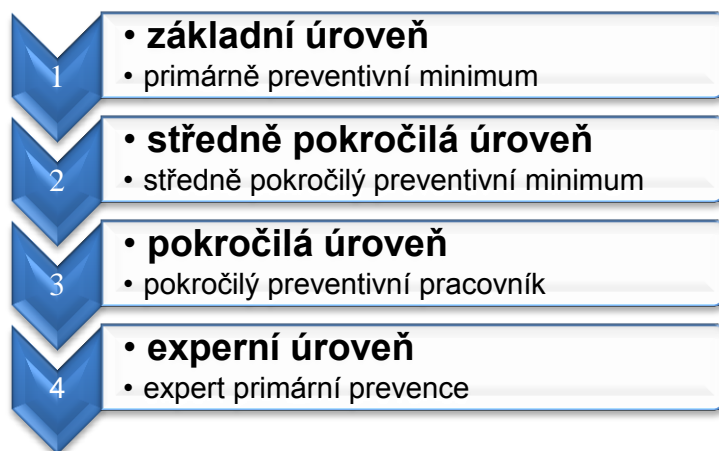 1
• základní úroveň
• primárně preventivní minimum
2
• středně pokročilá úroveň
• středně pokročilý preventivní minimum
3
• pokročilá úroveň
• pokročilý preventivní pracovník
4
• experní úroveň
• expert primární prevence